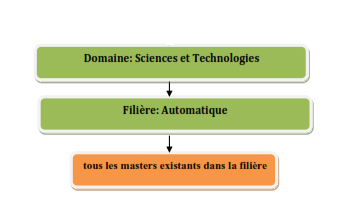 Domaine: Sciences et Technologies
Filière: Automatique
tous les masters existants dans la filière